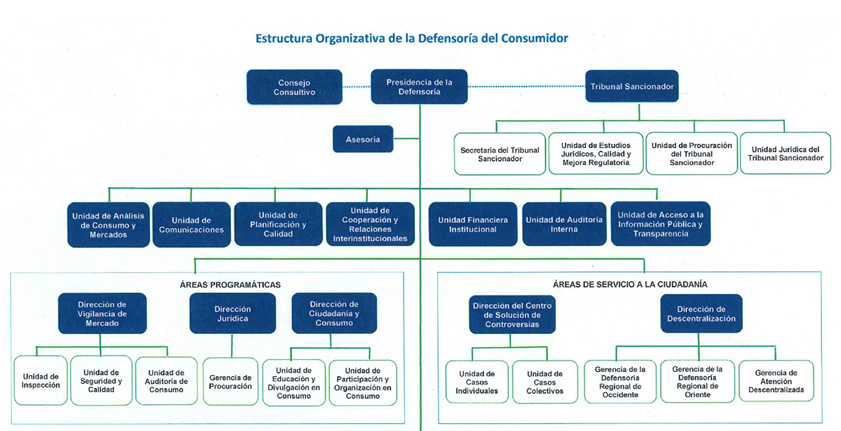 Estructura Organizativa de la Defensoría del Consumidor
Consejo
Consultivo
Presidencia de la
Defensoría
Tribunal Sancionador
Asesoría
Secretaría del Tribunal
Sancionador
Unidad de Estudios
Jurídicos, Calidad y
Mejora Regulatoria
Unidad de Procuración
del Tribunal
Sancionador
Unidad Jurídica del
Tribunal Sancionador
Unidad de Análisis
de Consumo y
Mercados
Unidad de
Comunicaciones
Unidad de
Planificación y
Calidad
Unidad de
Cooperación y
Relaciones
Interinstitucionales
Unidad Financiera
Institucional
Unidad de Auditoría
Interna
Unidad de Acceso a la
Información Pública y
Transparencia
ÁREAS PROGRAMÁTICAS
Dirección de
Vigilancia de
Mercado
Dirección
Jurídica
Dirección de
Ciudadanía y
Consumo
Unidad de
Inspección
Unidad de
Seguridad y
Calidad
Unidad de
Auditoría de
Consumo
Gerencia de
Procuración
Unidad de
Educación y
Divulgación en
Consumo
Unidad de
Participación y
Organización en
Consumo
ÁREAS DE SERVICIO A LA CIUDADANÍA
Dirección del Centro
de Solución de
Controversias
Dirección de
Descentralización
Unidad de
Casos
Individuales
Unidad de
Casos
Colectivos
Gerencia de la
Defensoría
Regional de
Occidente
Gerencia de la
Defensoría
Regional de
Oriente
Gerencia de
Atención
Descentralizada